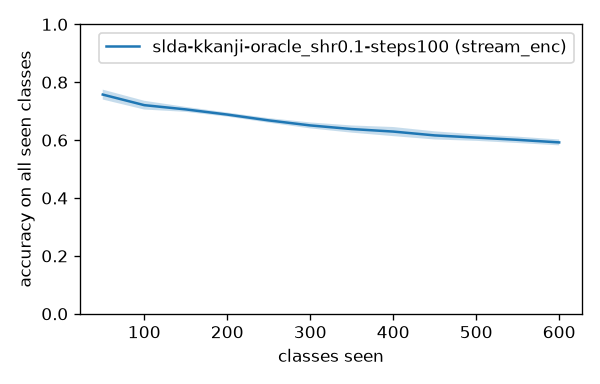 slda-kkanji-oracle_shr0.1-steps100 (stream_enc)
accuracy on all seen classes
1.0
0.8
0.6
0.4
0.2
0.0
100 200 300 400 500 600
classes seen